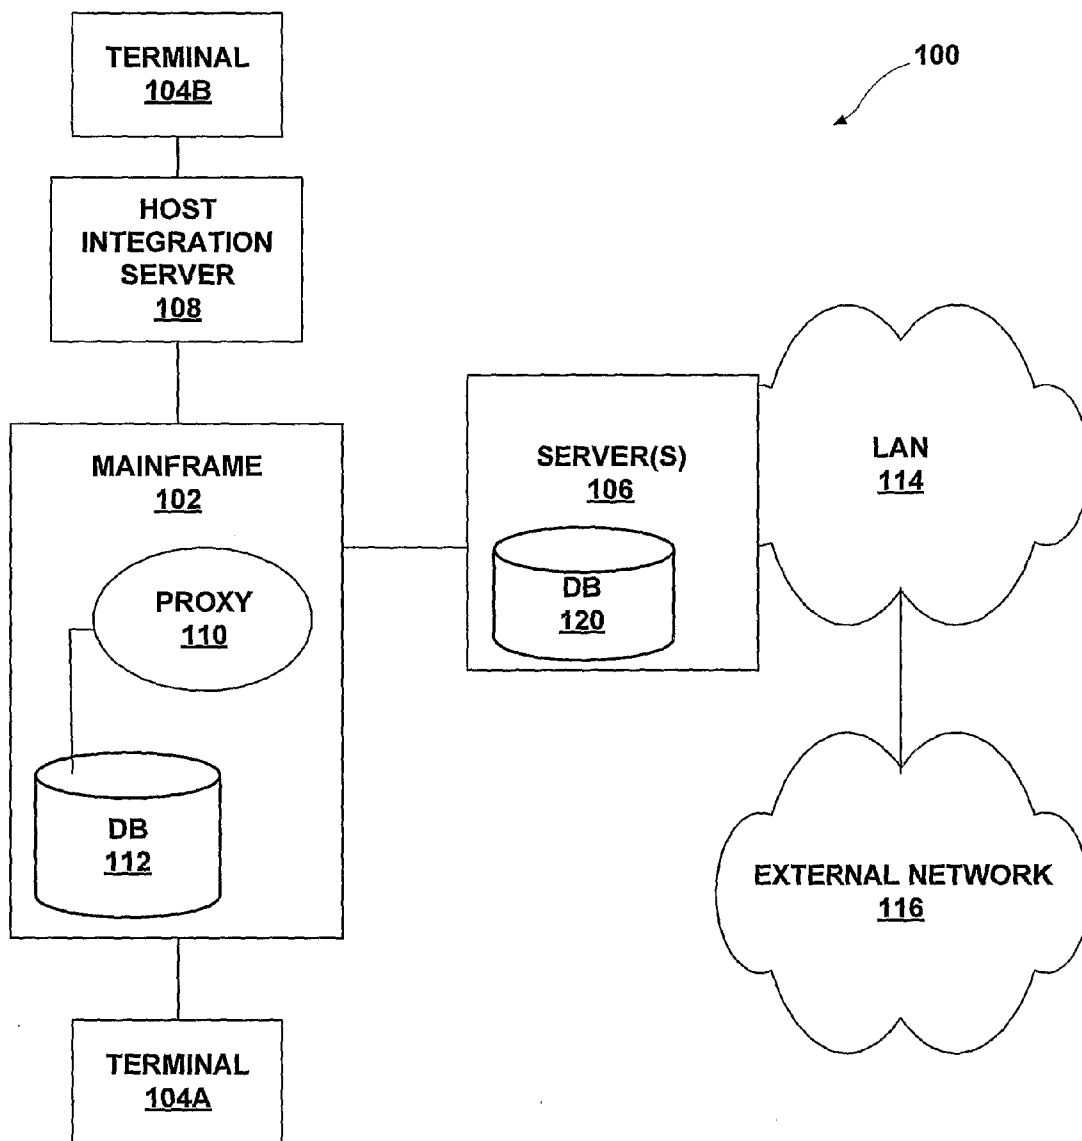 TERMINAL
104B
100
HOST
INTEGRATION
SERVER
108
MAINFRAME
102
PROXY
110
DB
112
SERVER(S)
106
DB
120
LAN
114
EXTERNAL NETWORK
116
TERMINAL
104A